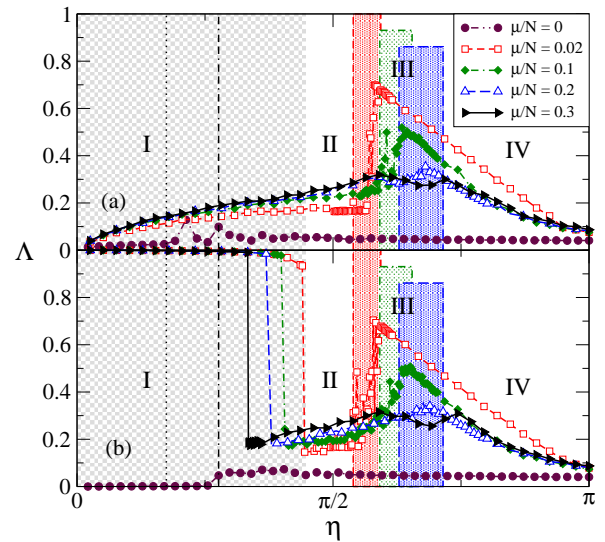 1
0.8
0.6
0.4
0.2
0
I
II
III
IV
(a)
μ/N = 0
μ/N = 0.02
μ/N = 0.1
μ/N = 0.2
μ/N = 0.3
Λ
0.8
0.6
0.4
0.2
0
I
II
III
IV
(b)
0
π/2
π
η